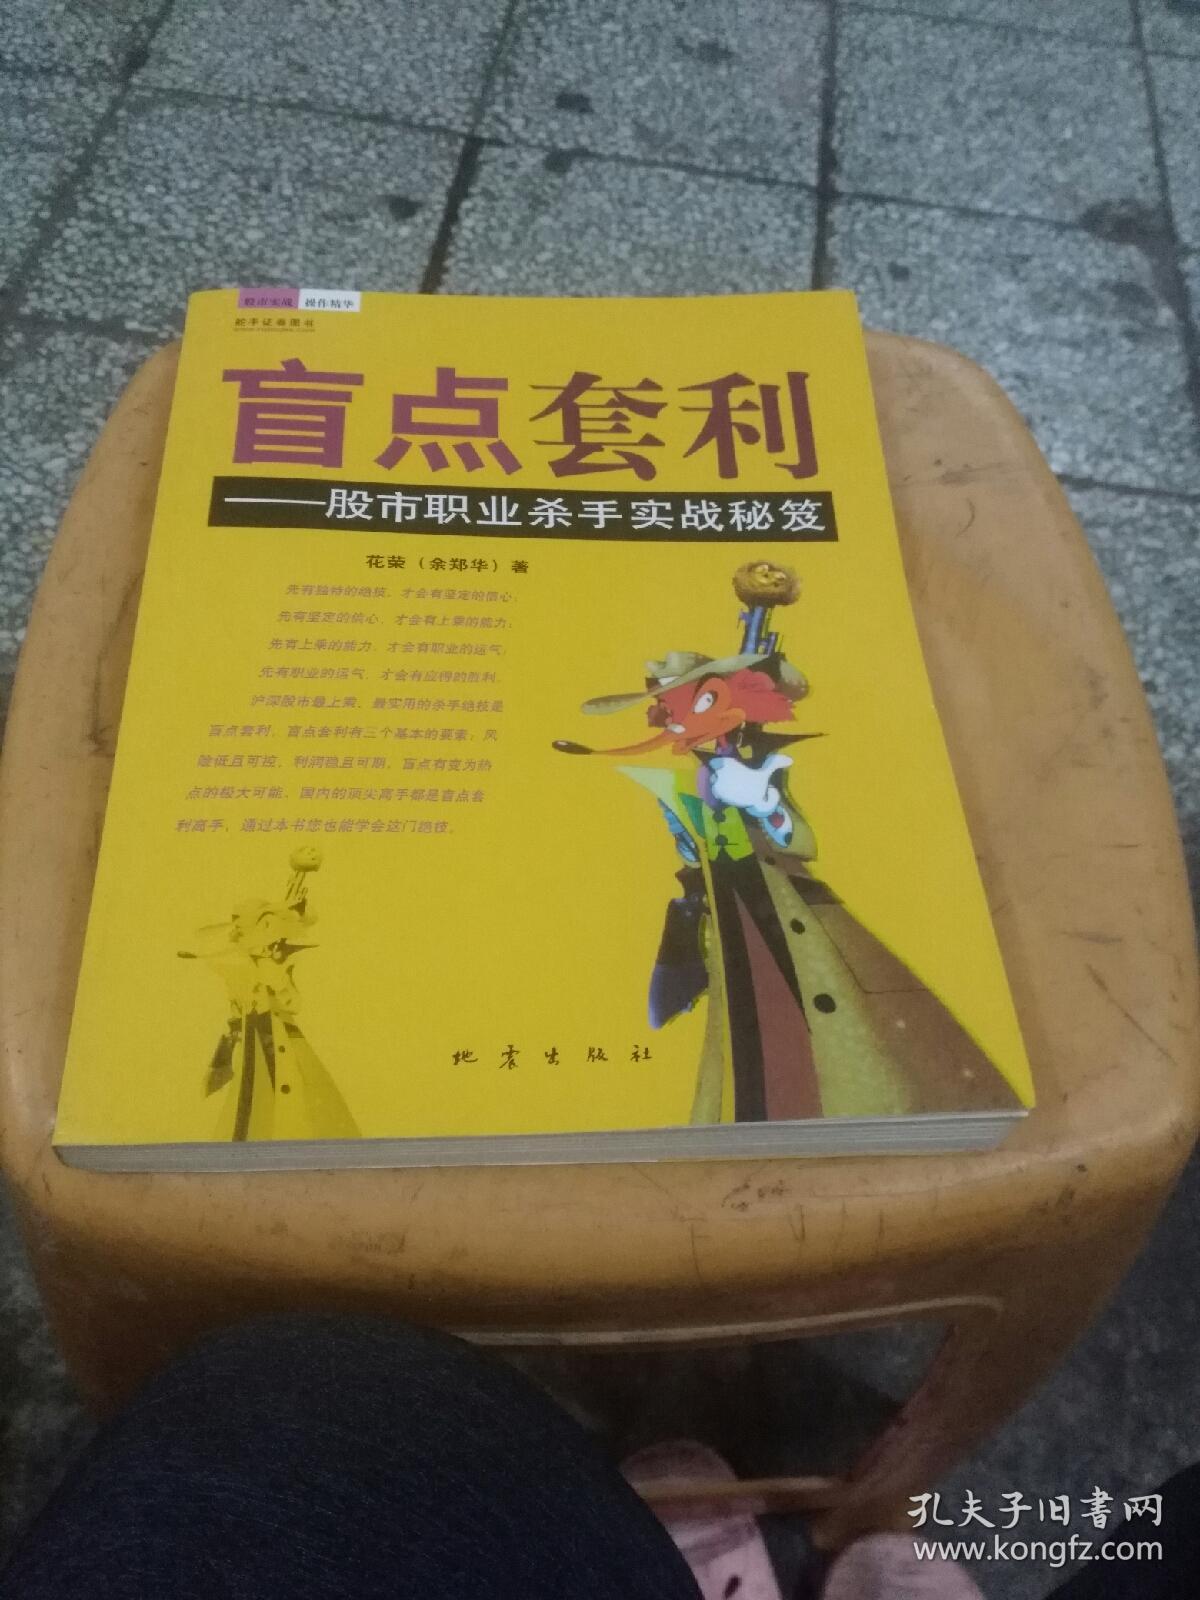 股市实战 操作精华
舵手证券图书
盲点套利
——股市职业杀手实战秘笈
花荣（余郑华）著
先有独特的绝技，才会有坚定的信心；
先有坚定的信心，才会有上乘的能力；
先有上乘的能力，才会有职业的运气；
先有职业的运气，才会有应得的胜利。
沪深股市最上乘、最实用的杀手绝技是
盲点套利，盲点套利有三个基本的要素：风
险低且可控，利润稳且可期，盲点有变为热
点的极大可能。国内的顶尖高手都是盲点套
利高手，通过本书您也能学会这门绝技。
地震出版社
孔夫子旧书网
www.kongfz.com